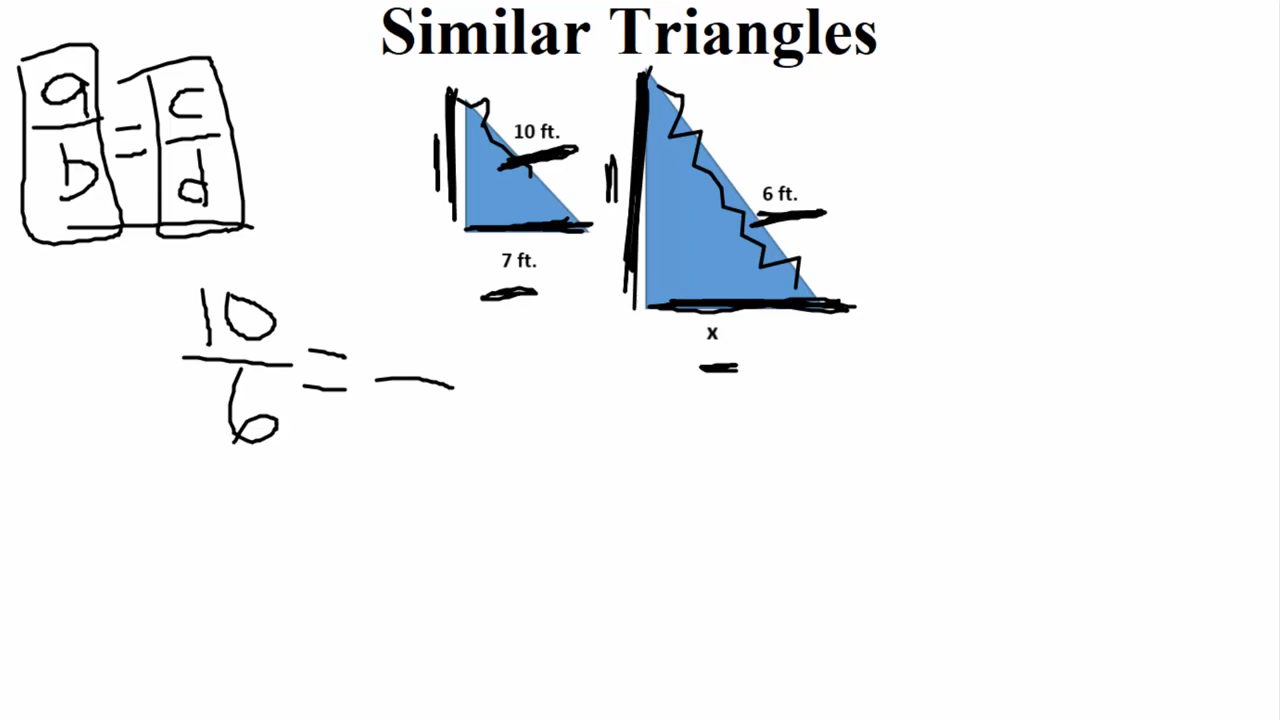 Similar Triangles
a/b = c/d
10 ft.
6 ft.
7 ft.
x
10/6 = —